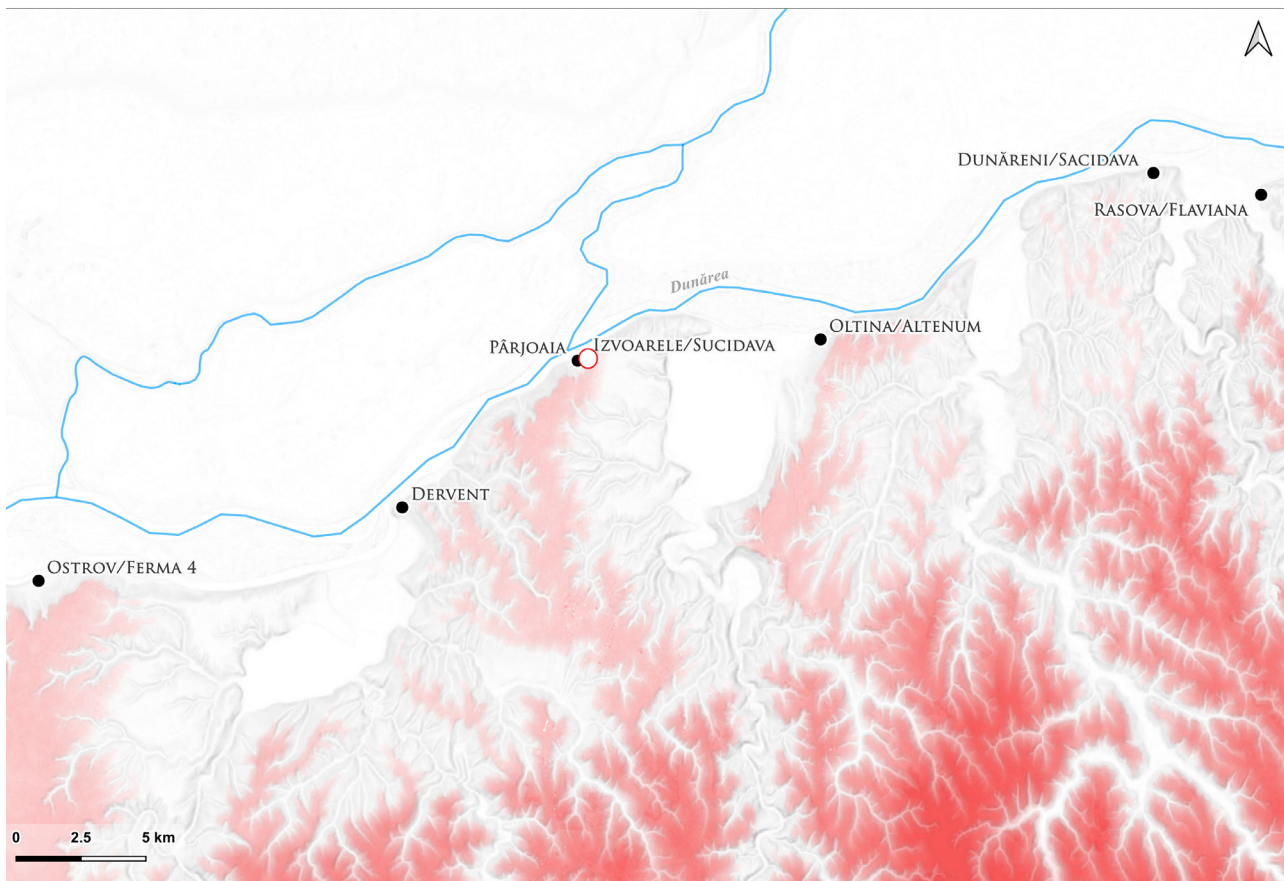 Dunăreni/Sacidava
Rasova/Flaviana
Dunărea
Oltina/Altenum
Pârjoaia
Izvoarele/Sucidava
Dervent
Ostrov/Ferma 4
0 2.5 5 km